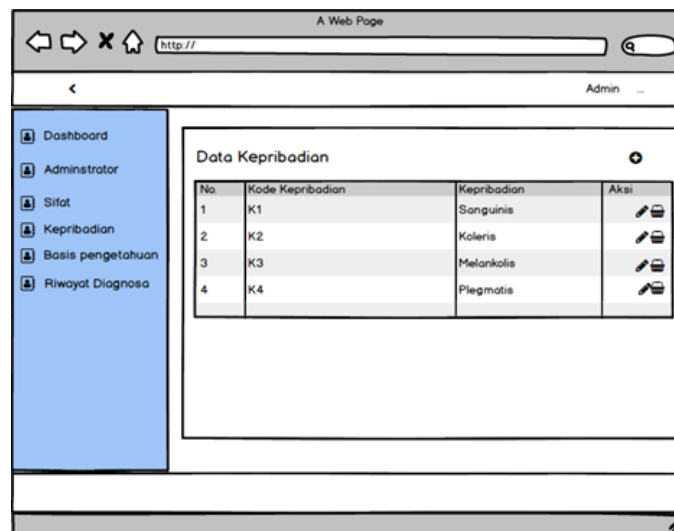 A Web Page
http://
Admin ...
Dashboard
Adminstrator
Sifat
Kepribadian
Basis pengetahuan
Riwayat Diagnosa
Data Kepribadian
No. Kode Kepribadian Kepribadian Aksi
1 K1 Sanguinis
2 K2 Koleris
3 K3 Melankolis
4 K4 Plegmatis